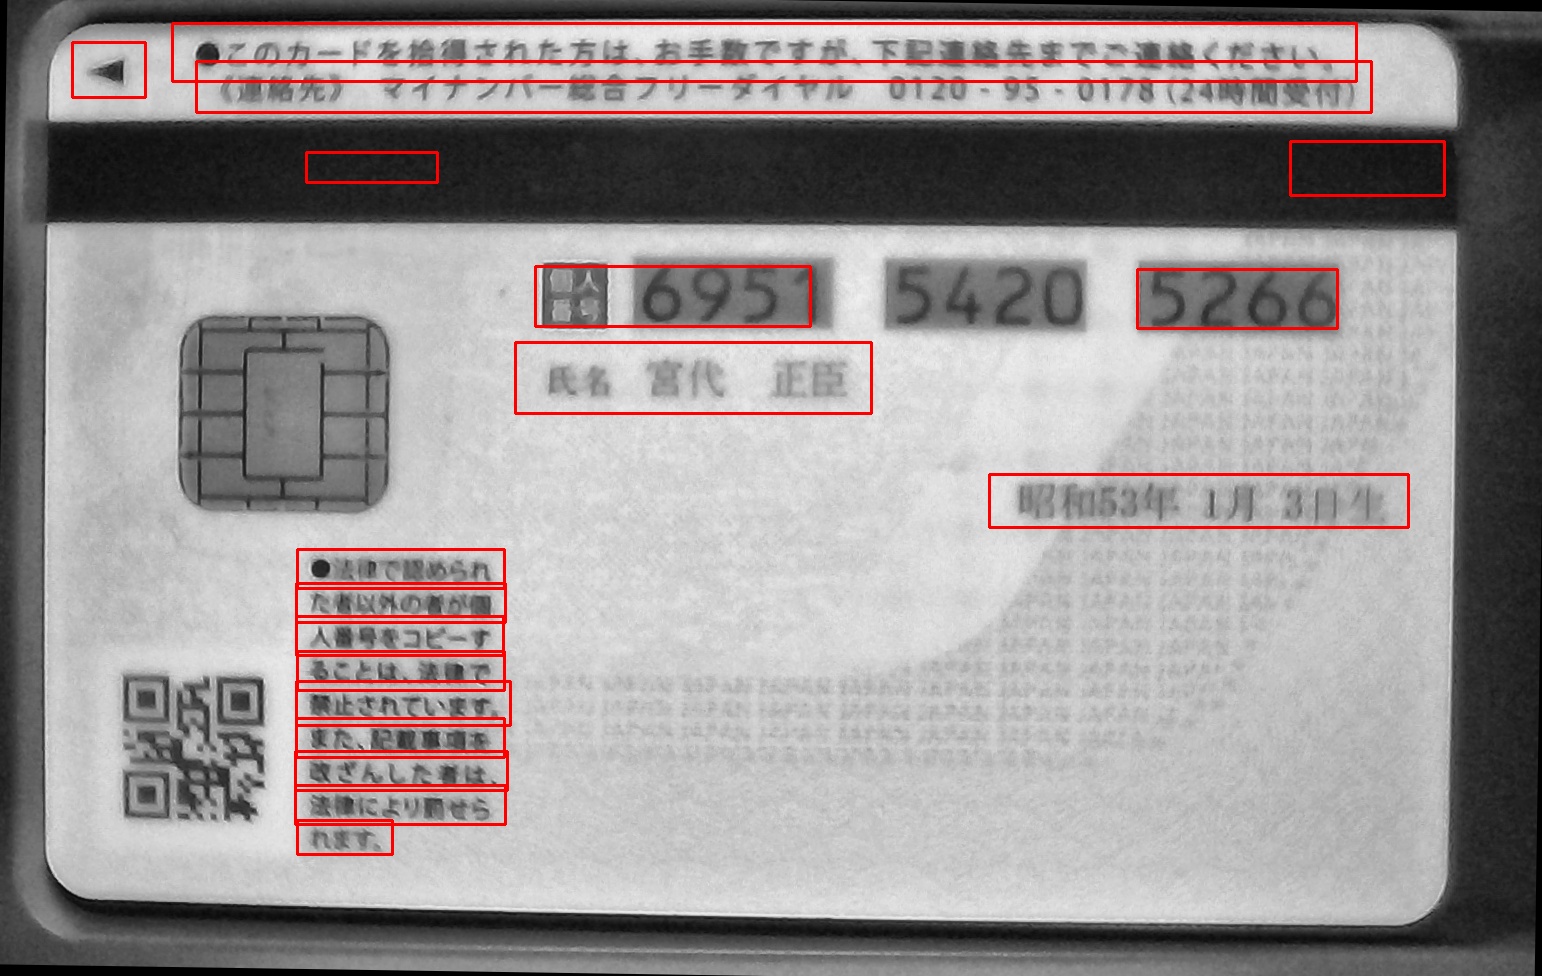 ◀ ●このカードを拾得された方は、お手数ですが、下記連絡先までご連絡ください。
《連絡先》 マイナンバー総合フリーダイヤル 0120-95-0178(24時間受付)
個人番号 6951 5420 5266
氏名 宮代 正臣
昭和53年 1月 3日生
●法律で認められ
た者以外の者が個
人番号をコピーす
ることは、法律で
禁止されています。
また、記載事項を
改ざんした者は、
法律により罰せら
れます。